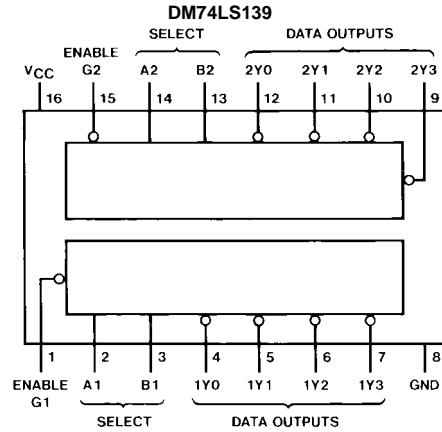 DM74LS139
SELECT DATA OUTPUTS
ENABLE
VCC G2 A2 B2 2Y0 2Y1 2Y2 2Y3
16 15 14 13 12 11 10 9
1 2 3 4 5 6 7 8
ENABLE A1 B1 1Y0 1Y1 1Y2 1Y3 GND
G1
SELECT DATA OUTPUTS